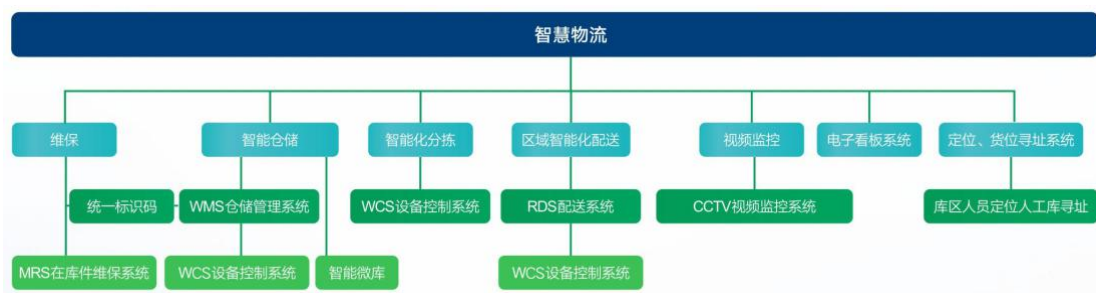 智慧物流
维保
智能仓储
智能化分拣
区域智能化配送
视频监控
电子看板系统
定位、货位寻址系统
统一标识码
WMS仓储管理系统
WCS设备控制系统
RDS配送系统
CCTV视频监控系统
库区人员定位人工库寻址
MRS在库件维保系统
WCS设备控制系统
智能微库
WCS设备控制系统